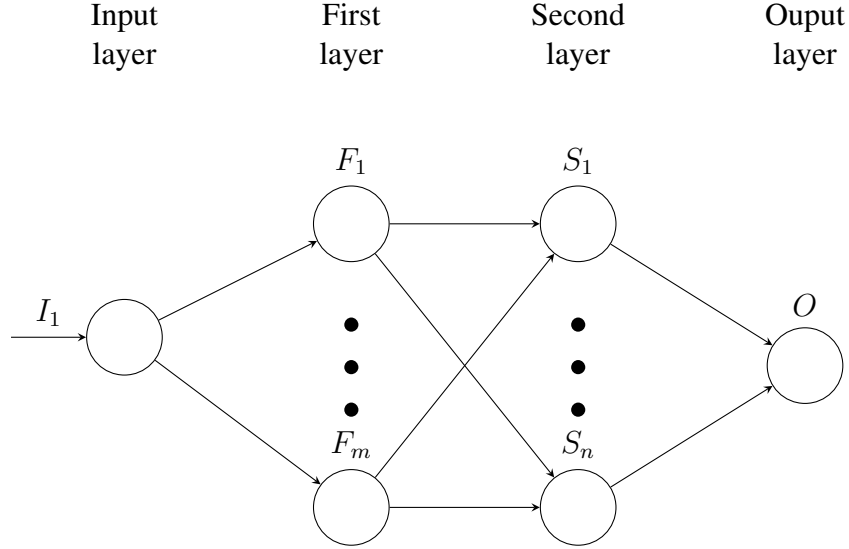 Input First Second Ouput
layer layer layer layer
F₁ S₁
I₁ O
Fₘ Sₙ